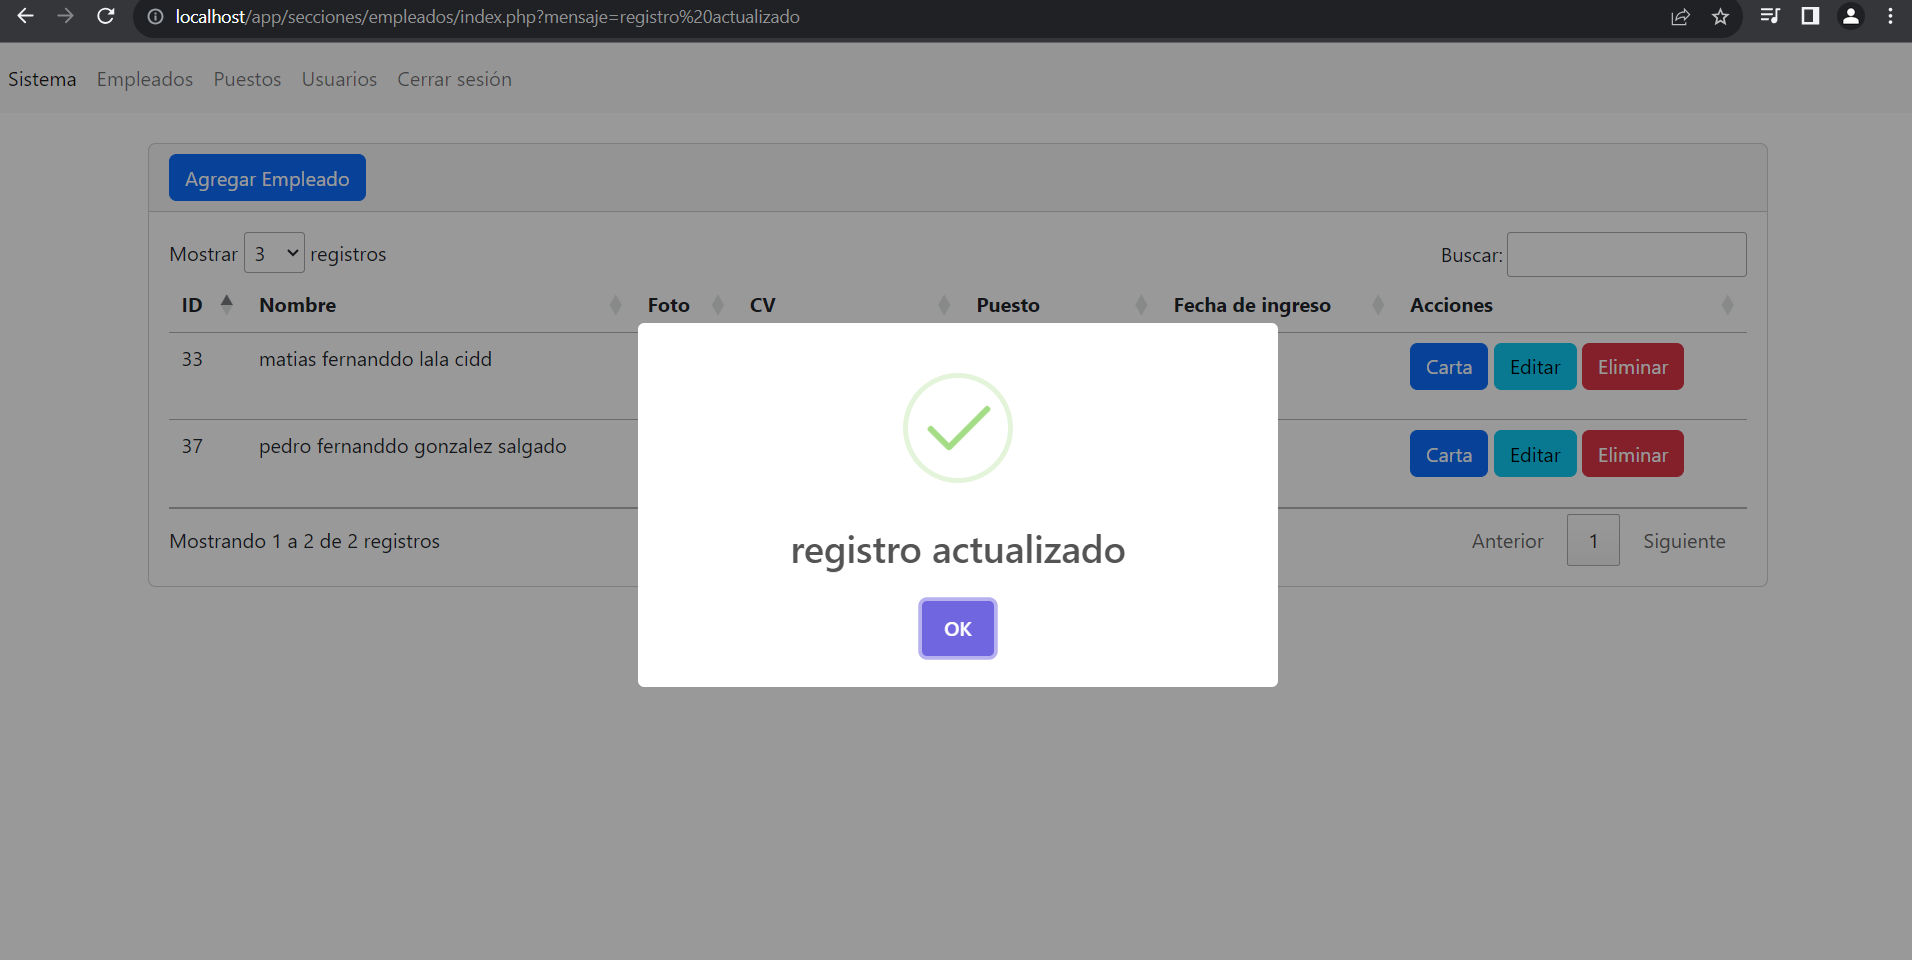 localhost/app/secciones/empleados/index.php?mensaje=registro%20actualizado
Sistema Empleados Puestos Usuarios Cerrar sesión
Agregar Empleado
Mostrar 3 registros Buscar:
ID Nombre Foto CV Puesto Fecha de ingreso Acciones
33 matias fernanddo lala cidd Carta Editar Eliminar
37 pedro fernanddo gonzalez salgado Carta Editar Eliminar
Mostrando 1 a 2 de 2 registros Anterior 1 Siguiente
registro actualizado
OK